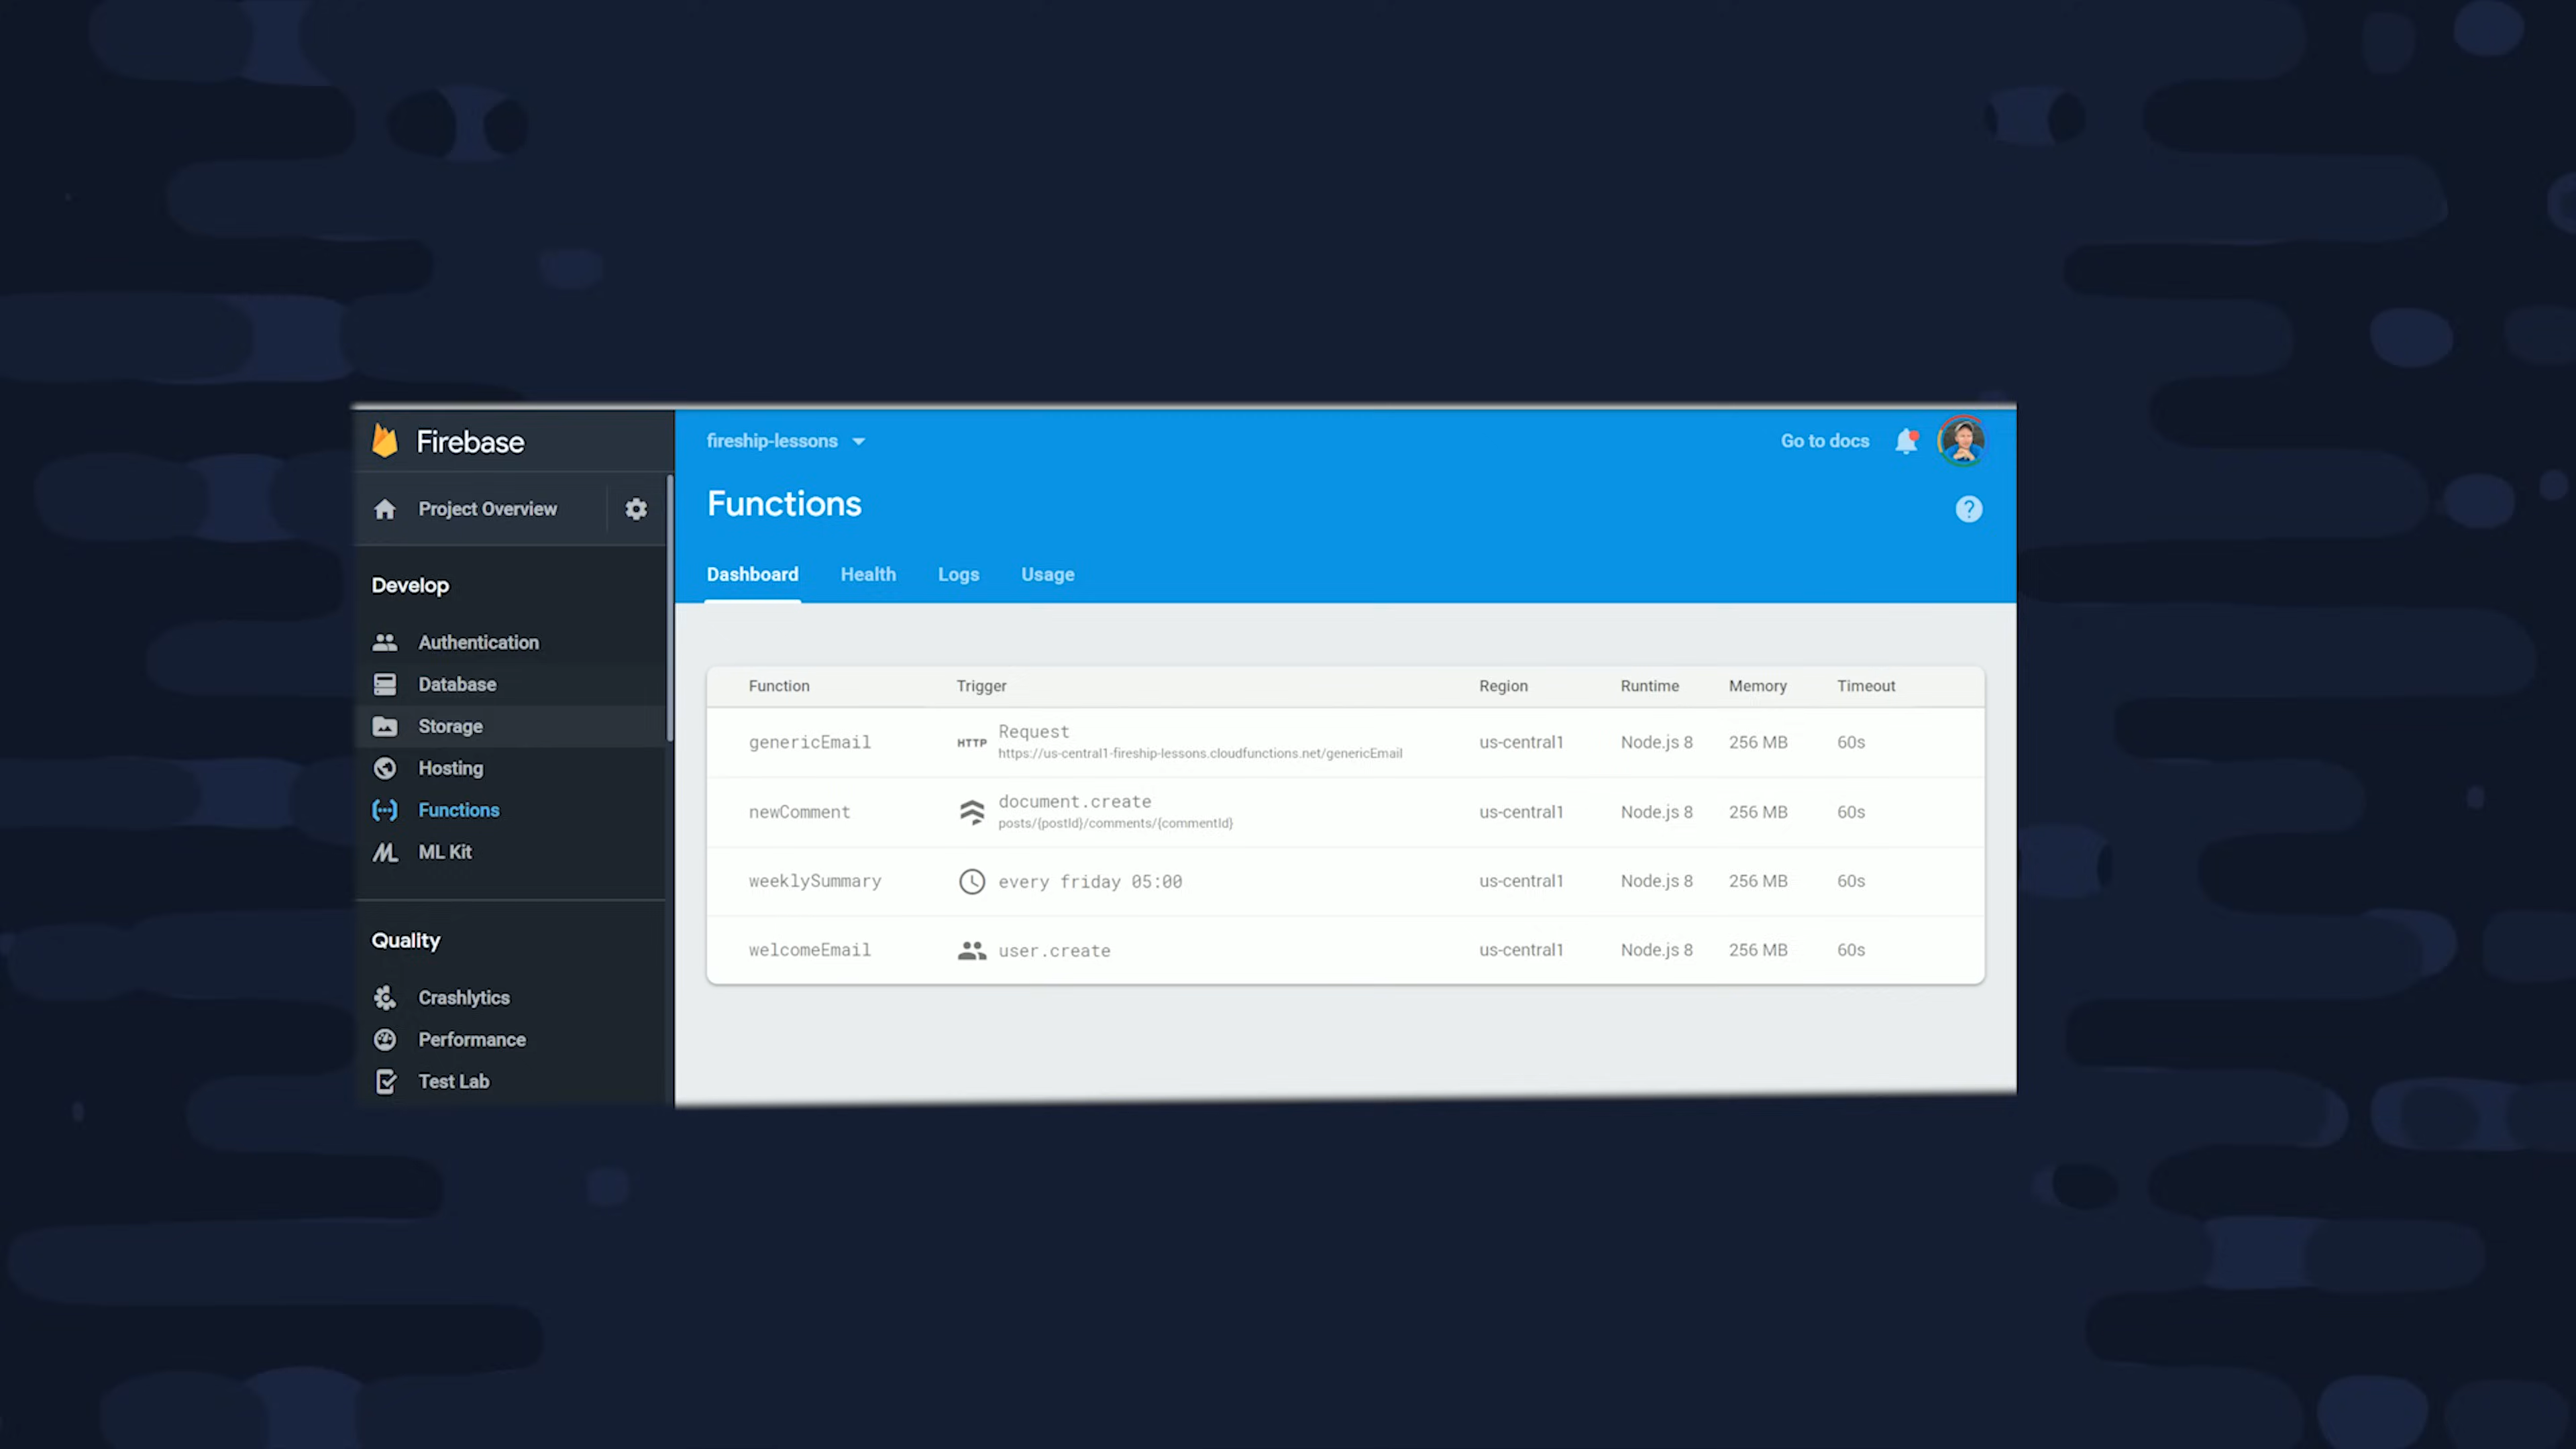 Firebase
Project Overview
Develop
Authentication
Database
Storage
Hosting
Functions
ML Kit
Quality
Crashlytics
Performance
Test Lab
fireship-lessons
Go to docs
Functions
?
Dashboard Health Logs Usage
Function Trigger Region Runtime Memory Timeout
genericEmail HTTP Request us-central1 Node.js 8 256 MB 60s
https://us-central1-fireship-lessons.cloudfunctions.net/genericEmail
newComment document.create us-central1 Node.js 8 256 MB 60s
posts/{postId}/comments/{commentId}
weeklySummary every friday 05:00 us-central1 Node.js 8 256 MB 60s
welcomeEmail user.create us-central1 Node.js 8 256 MB 60s